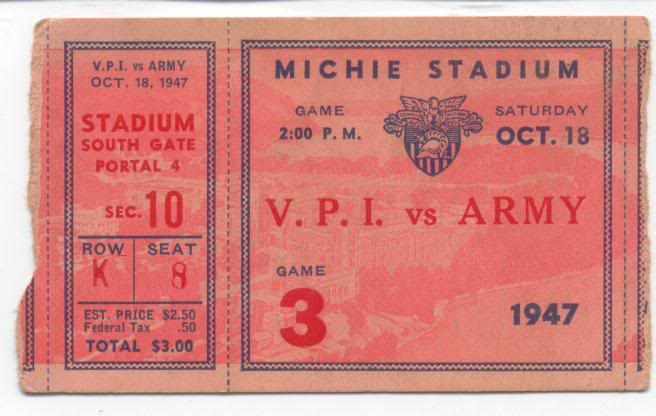 V.P.I. vs ARMY
OCT. 18, 1947
STADIUM
SOUTH GATE
PORTAL 4
SEC. 10
ROW SEAT
K 8
EST. PRICE $2.50
Federal Tax .50
TOTAL $3.00
MICHIE STADIUM
GAME
2:00 P. M.
SATURDAY
OCT. 18
V. P. I. vs ARMY
GAME
3
1947